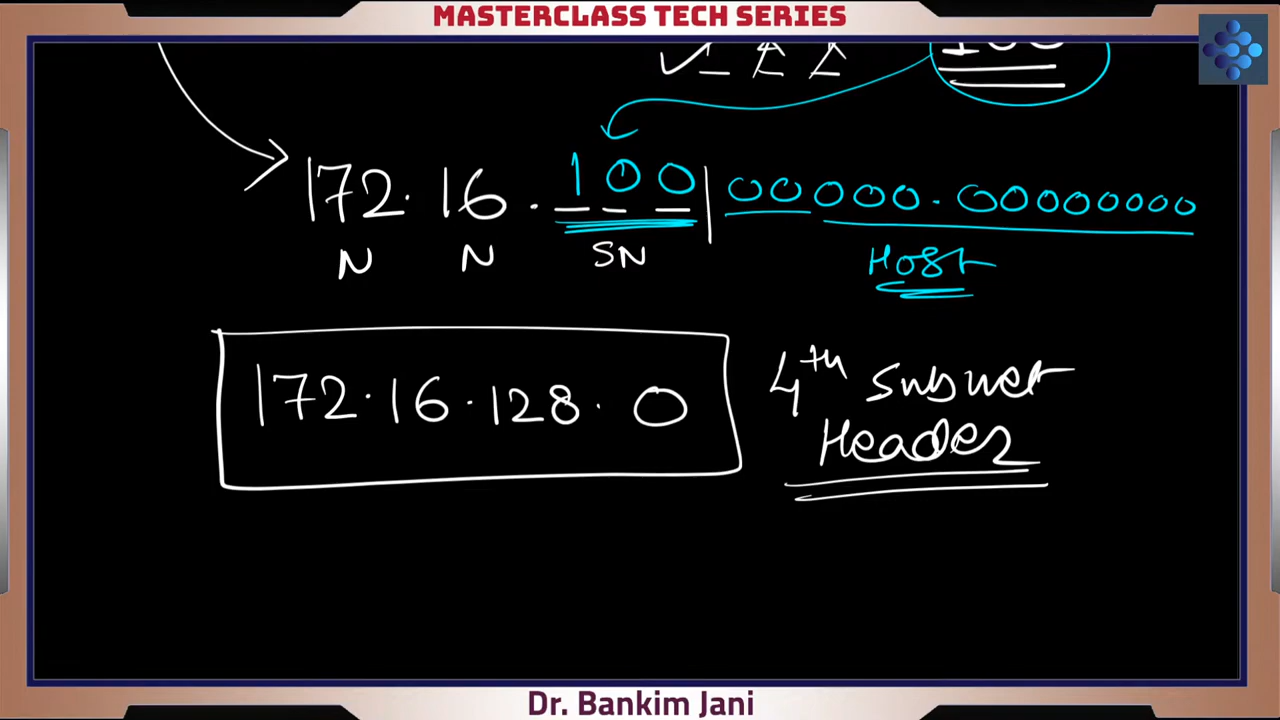 MASTERCLASS TECH SERIES
100
172.16.100|00000.00000000
N N SN Host
172.16.128.0
4th Subnet
Header
Dr. Bankim Jani